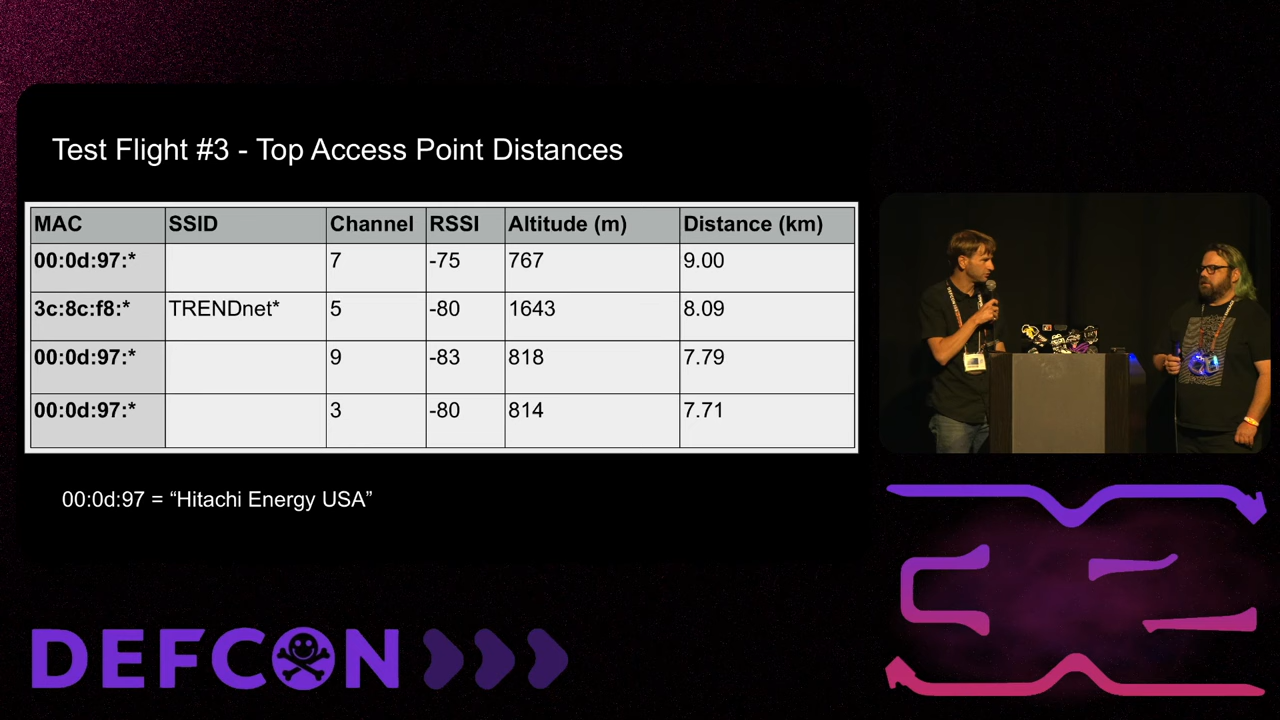 Test Flight #3 - Top Access Point Distances
MAC SSID Channel RSSI Altitude (m) Distance (km)
00:0d:97:* 7 -75 767 9.00
3c:8c:f8:* TRENDnet* 5 -80 1643 8.09
00:0d:97:* 9 -83 818 7.79
00:0d:97:* 3 -80 814 7.71
00:0d:97 = “Hitachi Energy USA”
DEFCON